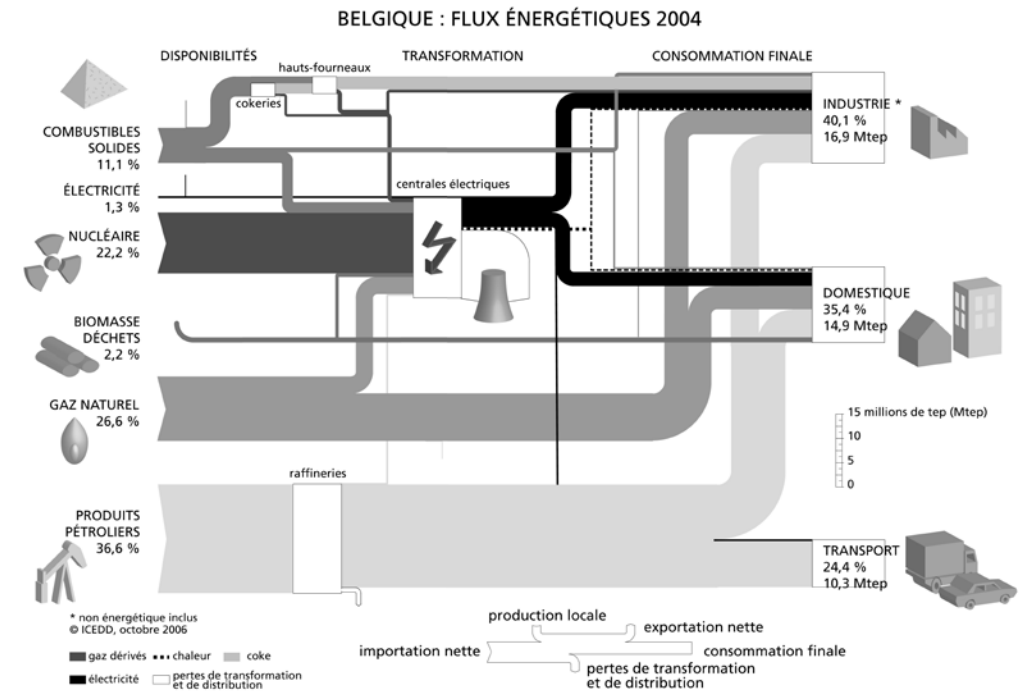 BELGIQUE : FLUX ÉNERGÉTIQUES 2004
DISPONIBILITÉS
TRANSFORMATION
CONSOMMATION FINALE
hauts-fourneaux
cokeries
COMBUSTIBLES
SOLIDES
11,1 %
ÉLECTRICITÉ
1,3 %
NUCLÉAIRE
22,2 %
BIOMASSE
DÉCHETS
2,2 %
GAZ NATUREL
26,6 %
PRODUITS
PÉTROLIERS
36,6 %
centrales électriques
raffineries
INDUSTRIE *
40,1 %
16,9 Mtep
DOMESTIQUE
35,4 %
14,9 Mtep
15 millions de tep (Mtep)
10
5
0
TRANSPORT
24,4 %
10,3 Mtep
* non énergétique inclus
© ICEDD, octobre 2006
gaz dérivés
chaleur
coke
électricité
pertes de transformation
et de distribution
production locale
exportation nette
importation nette
consommation finale
pertes de transformation
et de distribution